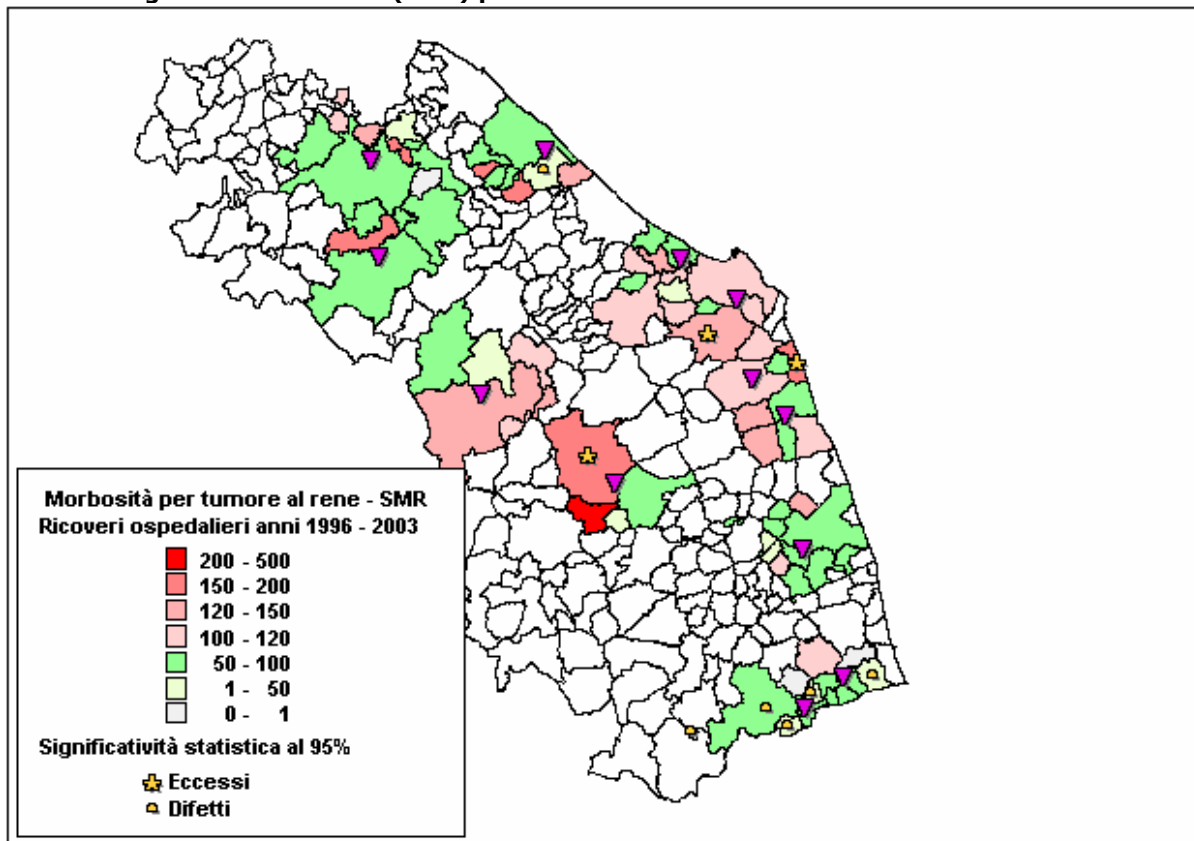 Morbosità per tumore al rene - SMR
Ricoveri ospedalieri anni 1996 - 2003
200 - 500
150 - 200
120 - 150
100 - 120
50 - 100
1 - 50
0 - 1
Significatività statistica al 95%
Eccessi
Difetti